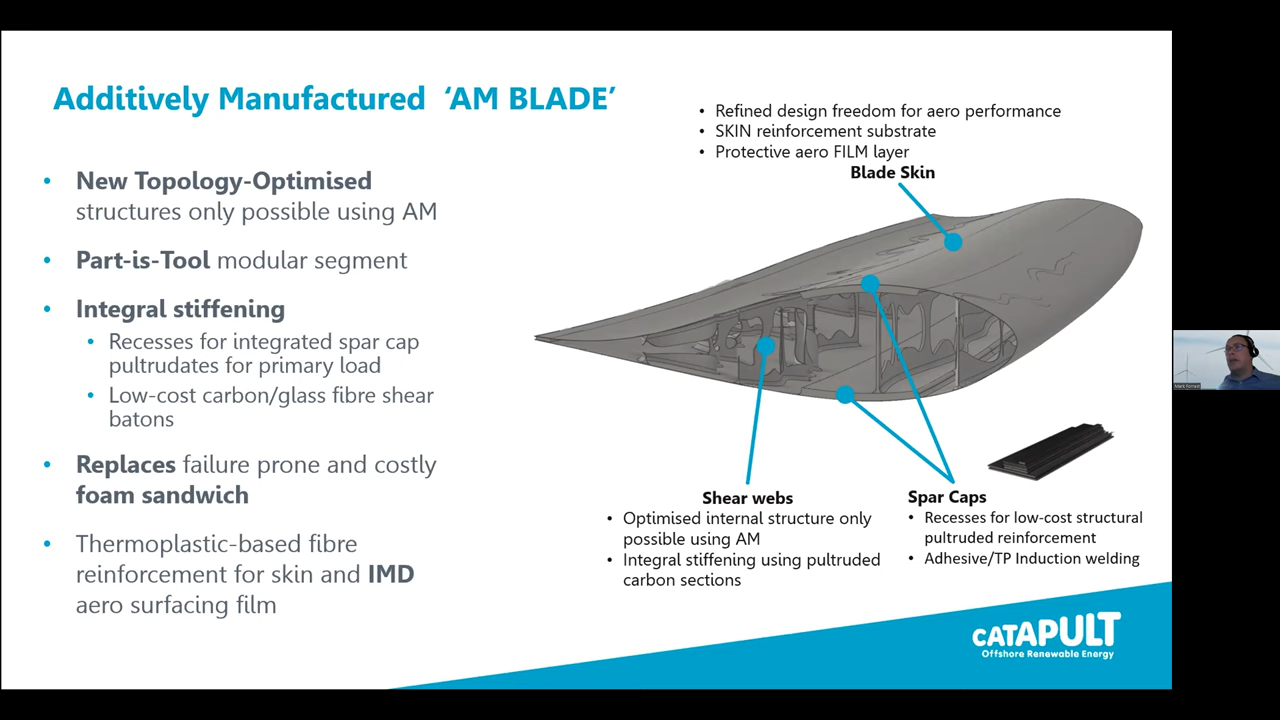 Additively Manufactured ‘AM BLADE’
• New Topology-Optimised
structures only possible using AM
• Part-is-Tool modular segment
• Integral stiffening
• Recesses for integrated spar cap
pultrudates for primary load
• Low-cost carbon/glass fibre shear
batons
• Replaces failure prone and costly
foam sandwich
• Thermoplastic-based fibre
reinforcement for skin and IMD
aero surfacing film
• Refined design freedom for aero performance
• SKIN reinforcement substrate
• Protective aero FILM layer
Blade Skin
Shear webs
• Optimised internal structure only
possible using AM
• Integral stiffening using pultruded
carbon sections
Spar Caps
• Recesses for low-cost structural
pultruded reinforcement
• Adhesive/TP Induction welding
CATAPULT
Offshore Renewable Energy